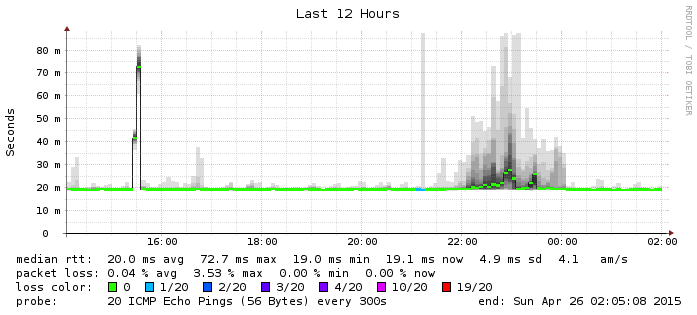 Last 12 Hours
RRDTOOL / TOBI OETIKER
Seconds
80 m
70 m
60 m
50 m
40 m
30 m
20 m
10 m
0
16:00 18:00 20:00 22:00 00:00 02:00
median rtt: 20.0 ms avg 72.7 ms max 19.0 ms min 19.1 ms now 4.9 ms sd 4.1 am/s
packet loss: 0.04 % avg 3.53 % max 0.00 % min 0.00 % now
loss color: 0 1/20 2/20 3/20 4/20 10/20 19/20
probe: 20 ICMP Echo Pings (56 Bytes) every 300s end: Sun Apr 26 02:05:08 2015